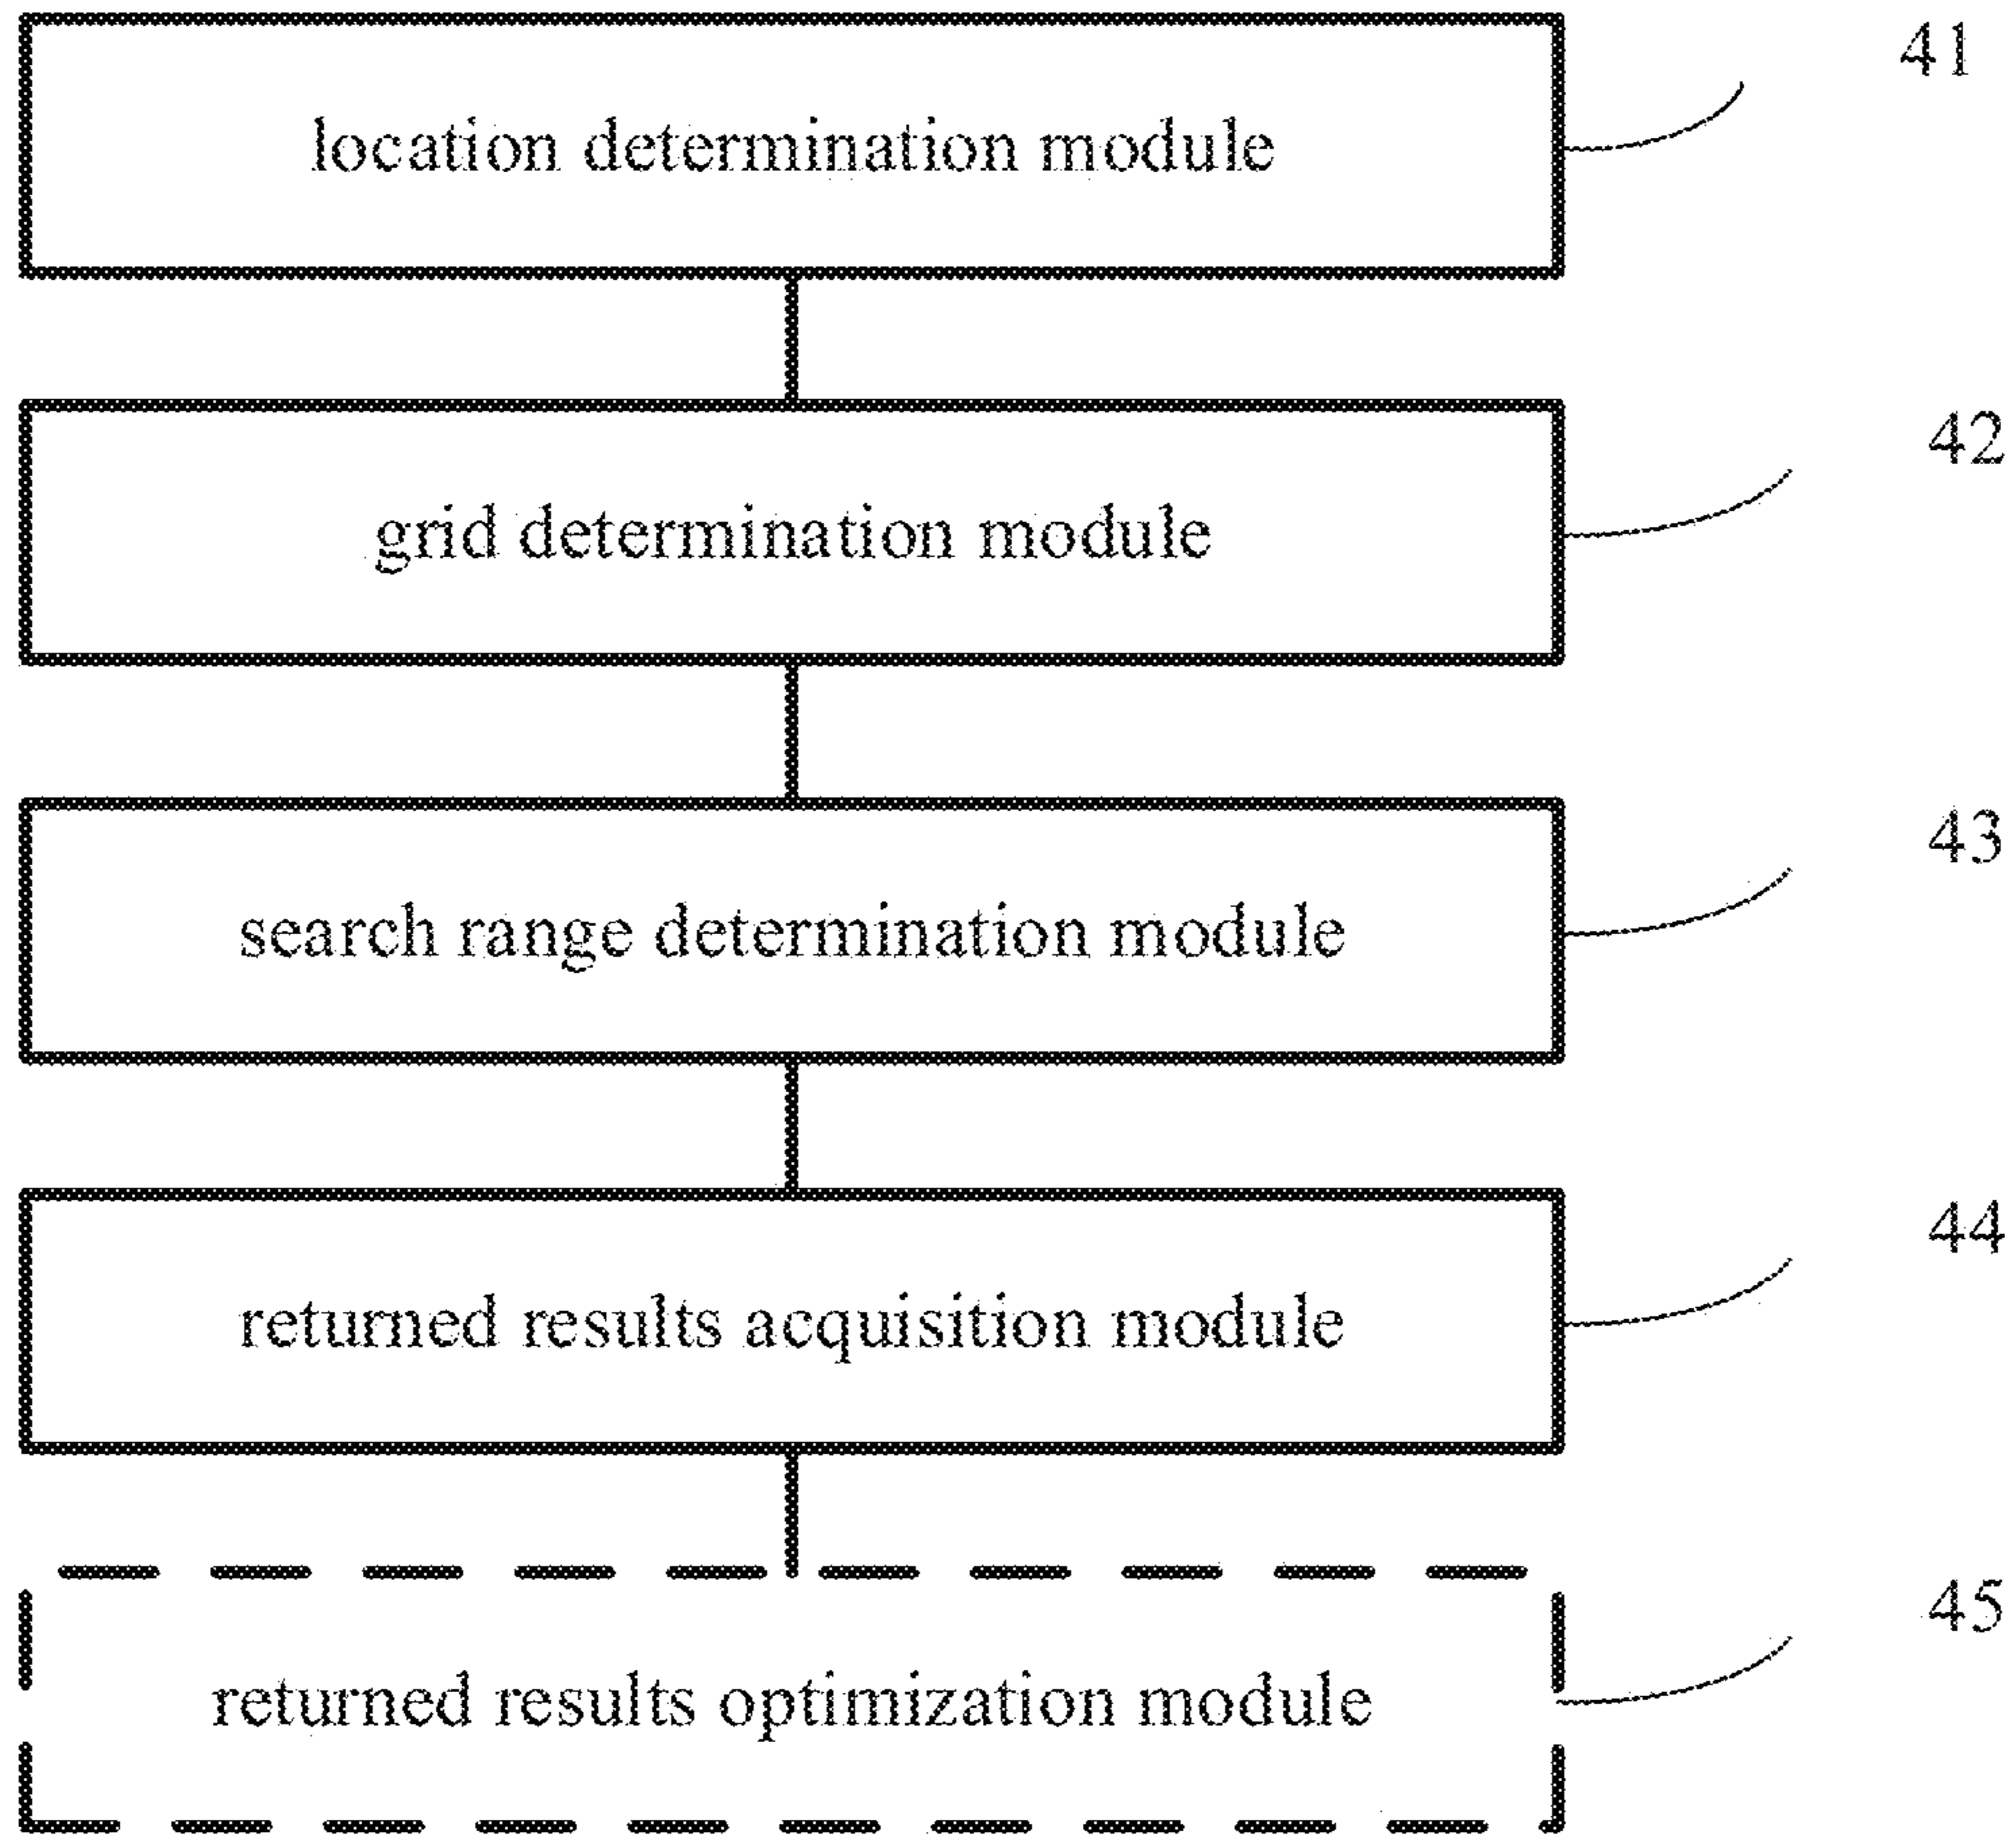 41
location determination module
42
grid determination module
43
search range determination module
44
returned results acquisition module
45
returned results optimization module